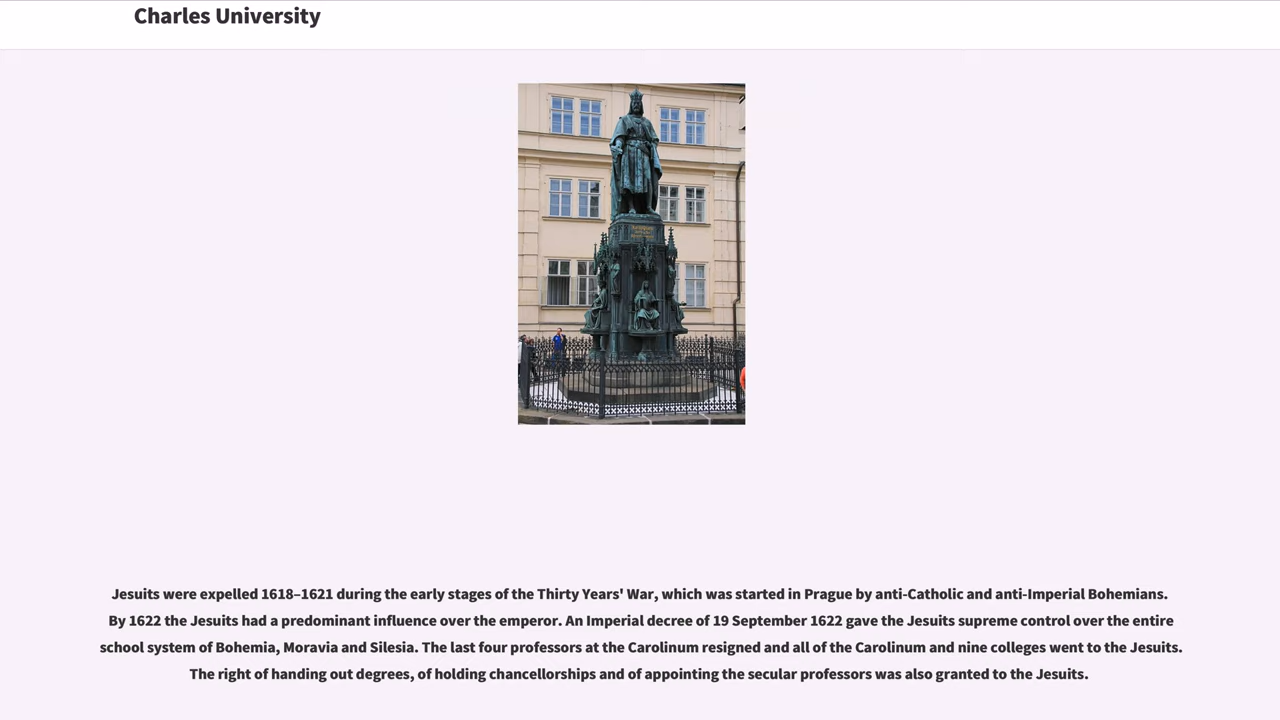 Charles University
Jesuits were expelled 1618–1621 during the early stages of the Thirty Years' War, which was started in Prague by anti-Catholic and anti-Imperial Bohemians.
By 1622 the Jesuits had a predominant influence over the emperor. An Imperial decree of 19 September 1622 gave the Jesuits supreme control over the entire
school system of Bohemia, Moravia and Silesia. The last four professors at the Carolinum resigned and all of the Carolinum and nine colleges went to the Jesuits.
The right of handing out degrees, of holding chancellorships and of appointing the secular professors was also granted to the Jesuits.